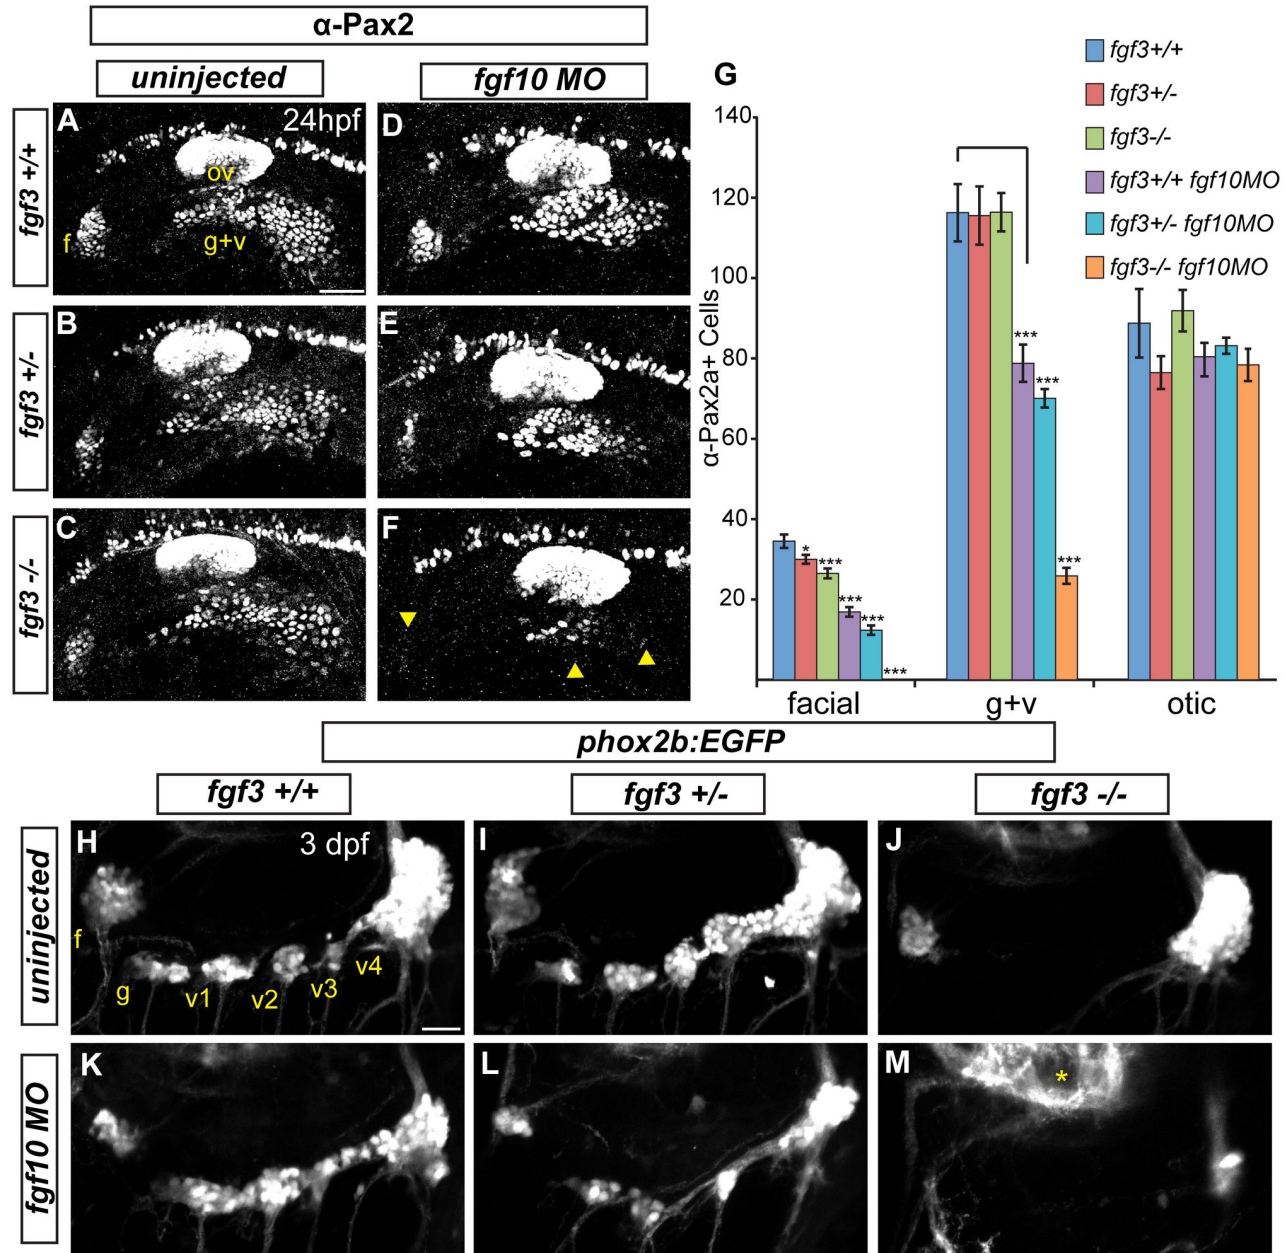 α-Pax2
uninjected
fgf10 MO
fgf3 +/+
fgf3 +/-
fgf3 -/-
A
24hpf
ov
f
g+v
D
B
E
C
F
G
fgf3+/+
fgf3+/-
fgf3-/-
fgf3+/+ fgf10MO
fgf3+/- fgf10MO
fgf3-/- fgf10MO
α-Pax2a+ Cells
140
120
100
80
60
40
20
*
***
***
***
***
***
***
***
facial
g+v
otic
phox2b:EGFP
fgf3 +/+
fgf3 +/-
fgf3 -/-
uninjected
fgf10 MO
H
3 dpf
f
g
v1
v2
v3
v4
I
J
K
L
M
*